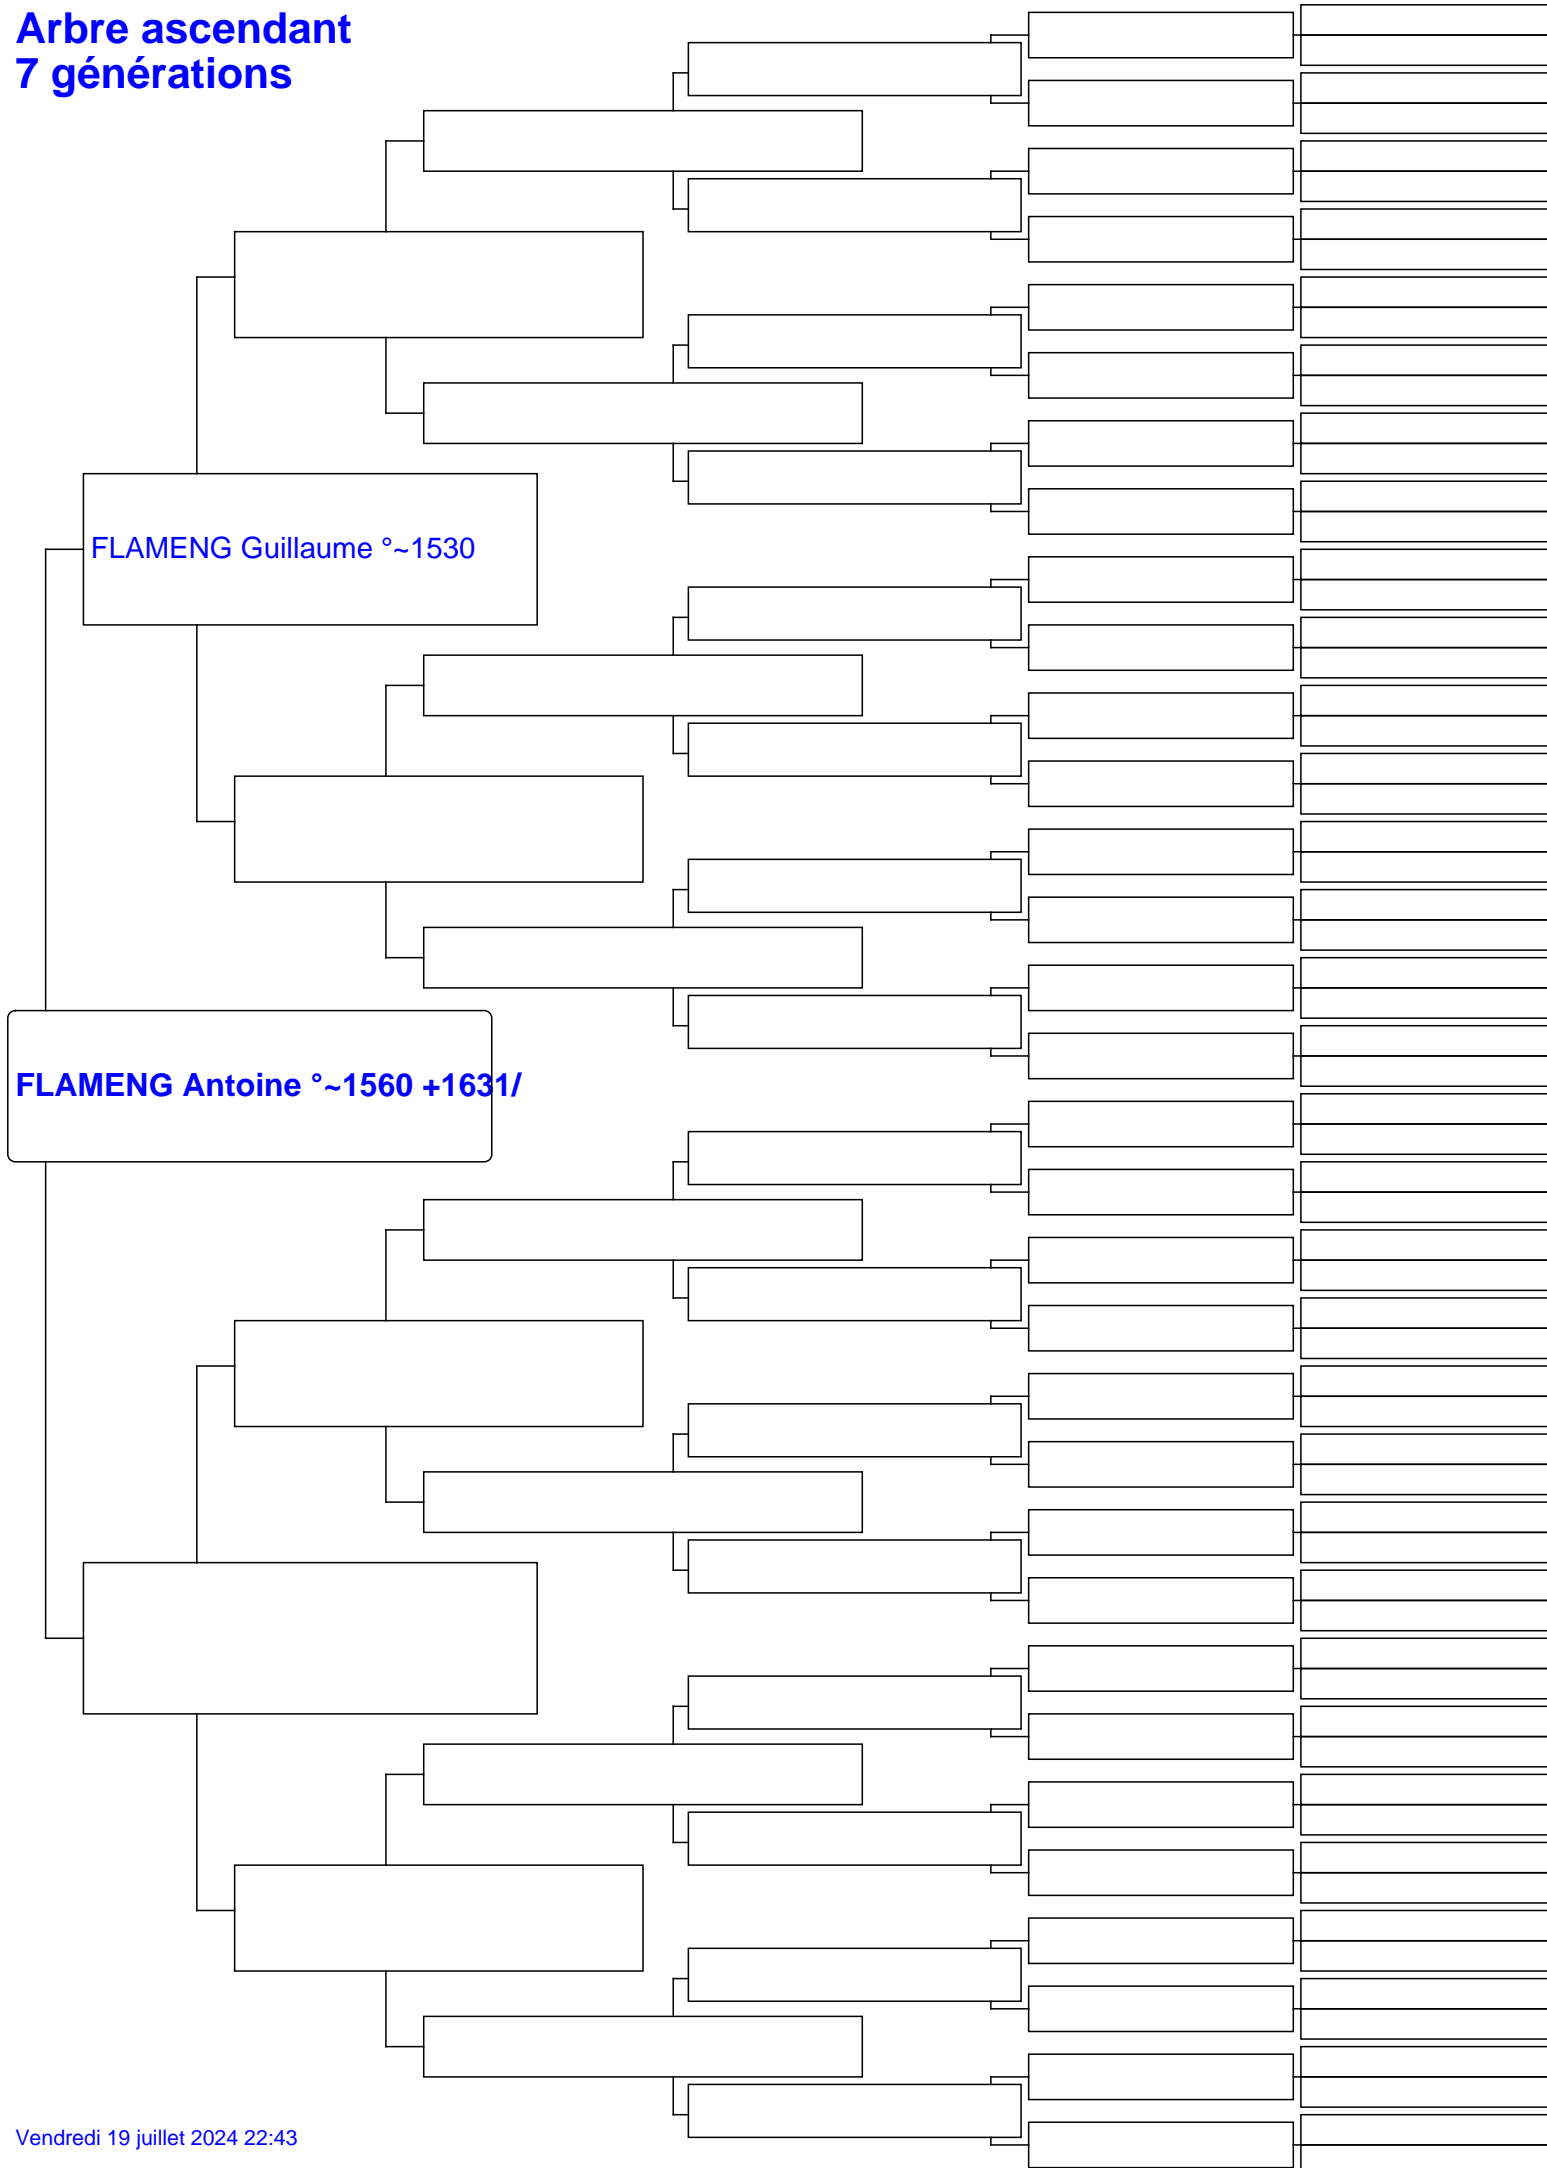 Arbre ascendant
7 générations
FLAMENG Guillaume °~1530
FLAMENG Antoine °~1560 +1631/
Vendredi 19 juillet 2024 22:43